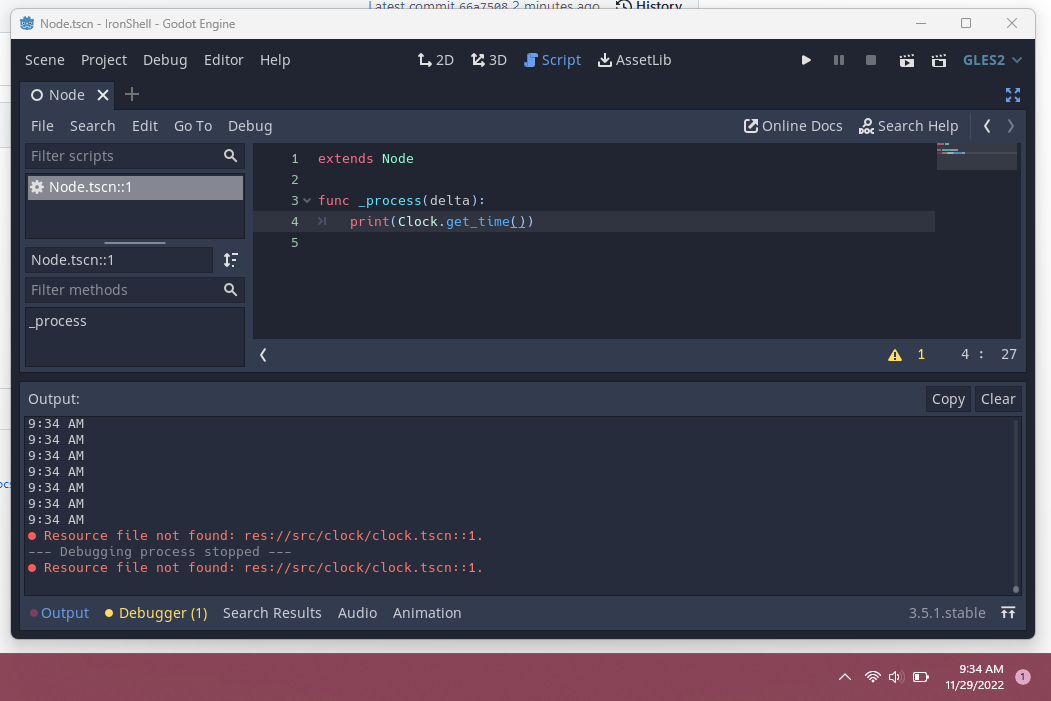 Latest commit 66a7508 2 minutes ago History
Node.tscn - IronShell - Godot Engine
Scene Project Debug Editor Help 2D 3D Script AssetLib GLES2
Node
File Search Edit Go To Debug Online Docs Search Help
Filter scripts
Node.tscn::1
Node.tscn::1
Filter methods
_process
1 extends Node
2
3 func _process(delta):
4 print(Clock.get_time())
5
1 4 : 27
Output: Copy Clear
9:34 AM
9:34 AM
9:34 AM
9:34 AM
9:34 AM
9:34 AM
9:34 AM
Resource file not found: res://src/clock/clock.tscn::1.
--- Debugging process stopped ---
Resource file not found: res://src/clock/clock.tscn::1.
Output Debugger (1) Search Results Audio Animation 3.5.1.stable
9:34 AM
11/29/2022
1